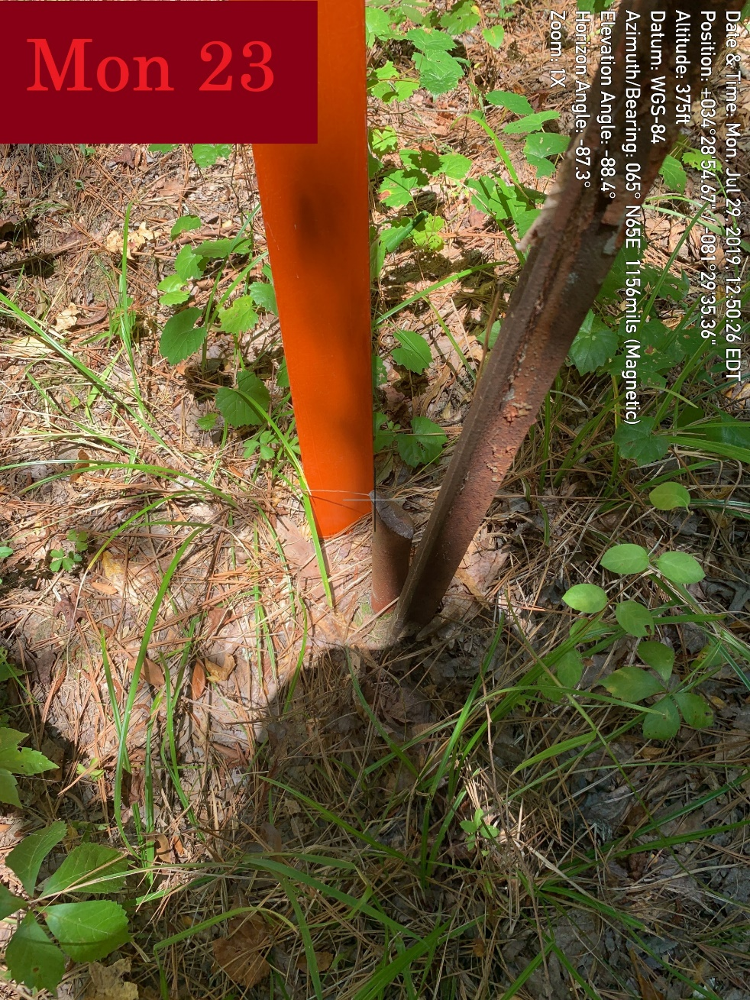 Mon 23
Date & Time: Mon, Jul 29, 2019, 12:50:26 EDT
Position: +034°28'54.67" / -081°29'35.36"
Altitude: 375ft
Datum: WGS-84
Azimuth/Bearing: 065° N65E 1156mils (Magnetic)
Elevation Angle: -88.4°
Horizon Angle: -87.3°
Zoom: 1X